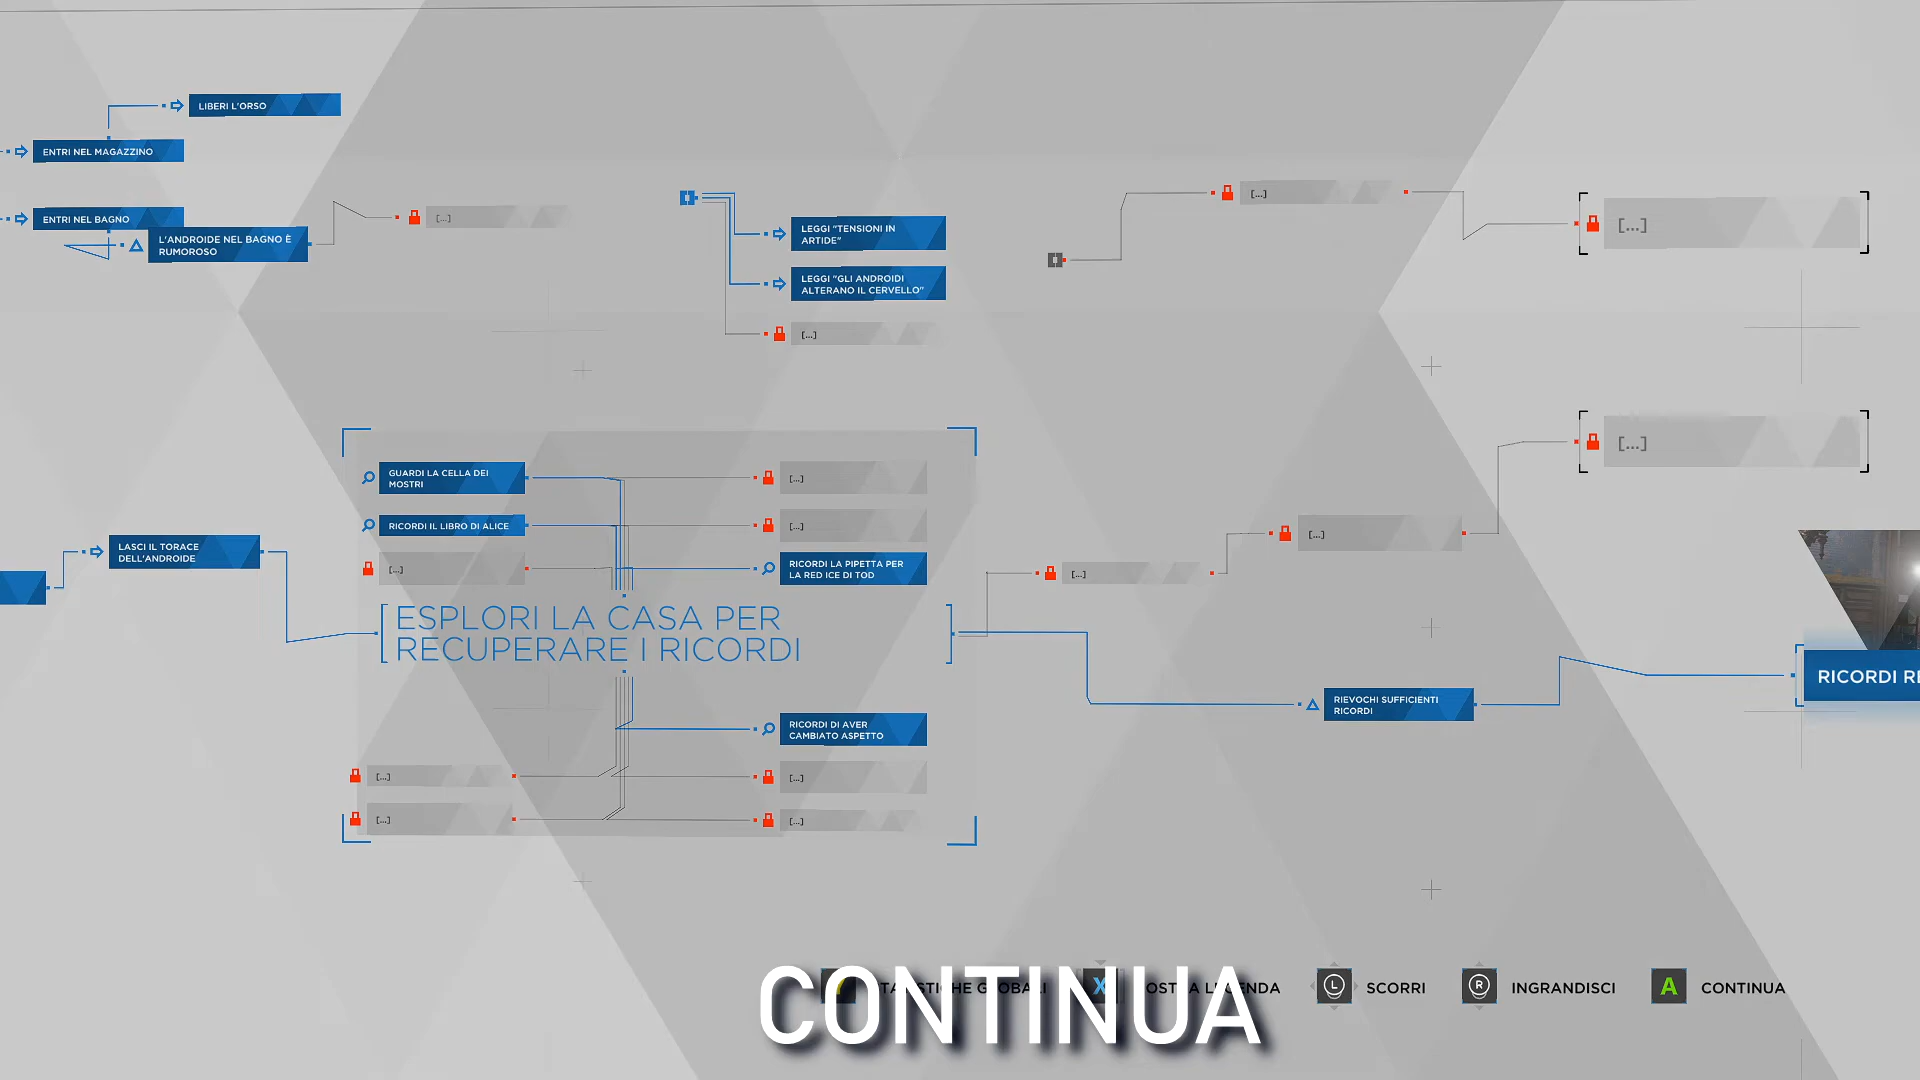 LIBERI L'ORSO
ENTRI NEL MAGAZZINO
ENTRI NEL BAGNO
L'ANDROIDE NEL BAGNO È
RUMOROSO
[...]
LEGGI "TENSIONI IN
ARTIDE"
LEGGI "GLI ANDROIDI
ALTERANO IL CERVELLO"
[...]
[...]
[...]
[...]
LASCI IL TORACE
DELL'ANDROIDE
GUARDI LA CELLA DEI
MOSTRI
RICORDI IL LIBRO DI ALICE
[...]
[...]
[...]
RICORDI LA PIPETTA PER
LA RED ICE DI TOD
ESPLORI LA CASA PER
RECUPERARE I RICORDI
RICORDI DI AVER
CAMBIATO ASPETTO
[...]
[...]
[...]
[...]
[...]
[...]
RIEVOCHI SUFFICIENTI
RICORDI
RICORDI RE
X
L SCORRI
R INGRANDISCI
A CONTINUA
CONTINUA